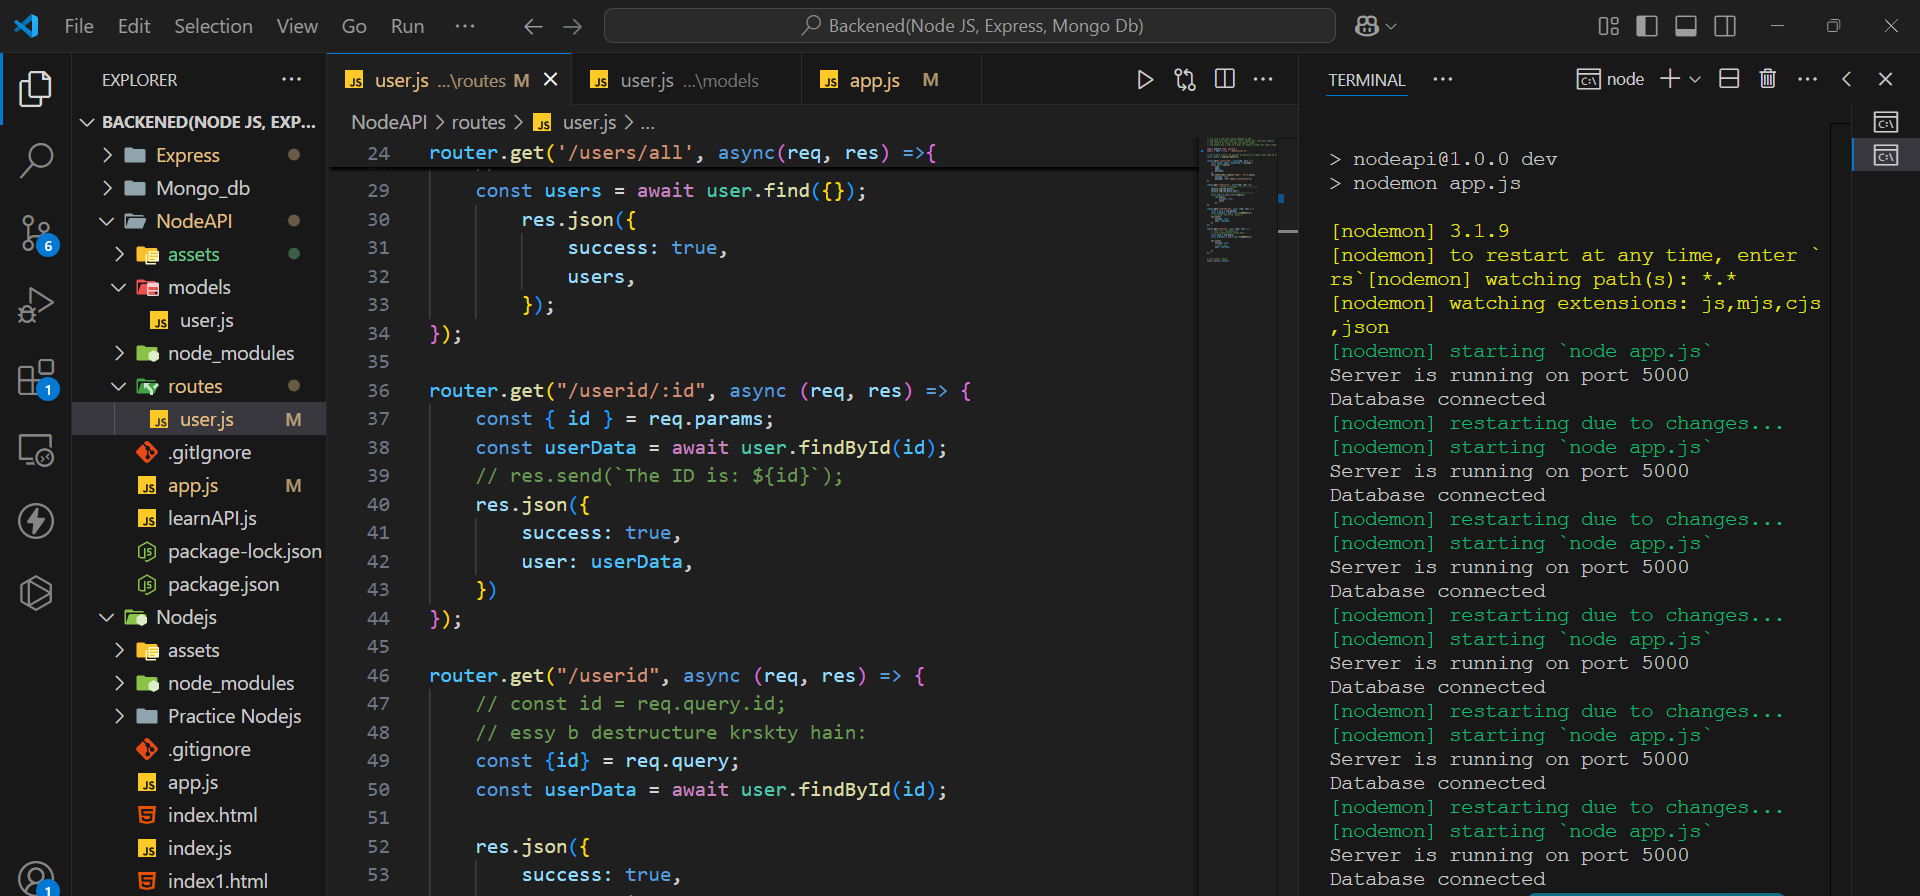 File Edit Selection View Go Run ···
Backened(Node JS, Express, Mongo Db)
EXPLORER
BACKENED(NODE JS, EXP...
Express
Mongo_db
NodeAPI
assets
models
user.js
node_modules
routes
user.js M
.gitIgnore
app.js M
learnAPI.js
package-lock.json
package.json
Nodejs
assets
node_modules
Practice Nodejs
.gitignore
app.js
index.html
index.js
index1.html
6
1
1
user.js ...\routes M
user.js ...\models
app.js M
NodeAPI > routes > JS user.js > ...
24 router.get('/users/all', async(req, res) =>{
29 const users = await user.find({});
30 res.json({
31 success: true,
32 users,
33 });
34 });
35
36 router.get("/userid/:id", async (req, res) => {
37 const { id } = req.params;
38 const userData = await user.findById(id);
39 // res.send(`The ID is: ${id}`);
40 res.json({
41 success: true,
42 user: userData,
43 })
44 });
45
46 router.get("/userid", async (req, res) => {
47 // const id = req.query.id;
48 // essy b destructure krskty hain:
49 const {id} = req.query;
50 const userData = await user.findById(id);
51
52 res.json({
53 success: true,
TERMINAL
node
> nodeapi@1.0.0 dev
> nodemon app.js
[nodemon] 3.1.9
[nodemon] to restart at any time, enter `
rs`[nodemon] watching path(s): *.*
[nodemon] watching extensions: js,mjs,cjs
,json
[nodemon] starting `node app.js`
Server is running on port 5000
Database connected
[nodemon] restarting due to changes...
[nodemon] starting `node app.js`
Server is running on port 5000
Database connected
[nodemon] restarting due to changes...
[nodemon] starting `node app.js`
Server is running on port 5000
Database connected
[nodemon] restarting due to changes...
[nodemon] starting `node app.js`
Server is running on port 5000
Database connected
[nodemon] restarting due to changes...
[nodemon] starting `node app.js`
Server is running on port 5000
Database connected
[nodemon] restarting due to changes...
[nodemon] starting `node app.js`
Server is running on port 5000
Database connected